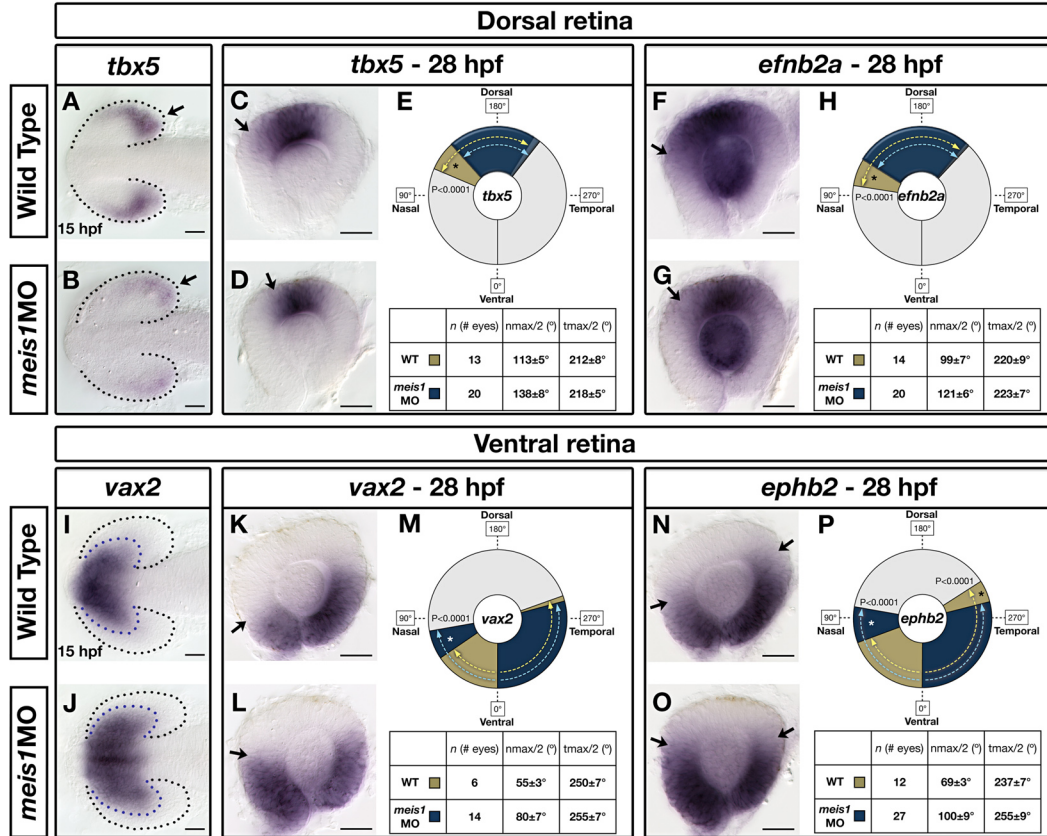 Dorsal retina
tbx5
tbx5 - 28 hpf
efnb2a - 28 hpf
Wild Type
meis1MO
A
15 hpf
B
C
D
E
Dorsal
180°
90°
Nasal
270°
Temporal
P<0.0001
tbx5
*
0°
Ventral
n (# eyes) nmax/2 (º) tmax/2 (º)
WT 13 113±5° 212±8°
meis1 MO 20 138±8° 218±5°
F
G
H
Dorsal
180°
90°
Nasal
270°
Temporal
P<0.0001
efnb2a
*
0°
Ventral
n (# eyes) nmax/2 (º) tmax/2 (º)
WT 14 99±7° 220±9°
meis1 MO 20 121±6° 223±7°
Ventral retina
vax2
vax2 - 28 hpf
ephb2 - 28 hpf
Wild Type
meis1MO
I
15 hpf
J
K
L
M
Dorsal
180°
90°
Nasal
270°
Temporal
P<0.0001
vax2
*
0°
Ventral
n (# eyes) nmax/2 (º) tmax/2 (º)
WT 6 55±3° 250±7°
meis1 MO 14 80±7° 255±7°
N
O
P
Dorsal
180°
P<0.0001
*
90°
Nasal
270°
Temporal
P<0.0001
ephb2
*
0°
Ventral
n (# eyes) nmax/2 (º) tmax/2 (º)
WT 12 69±3° 237±7°
meis1 MO 27 100±9° 255±9°